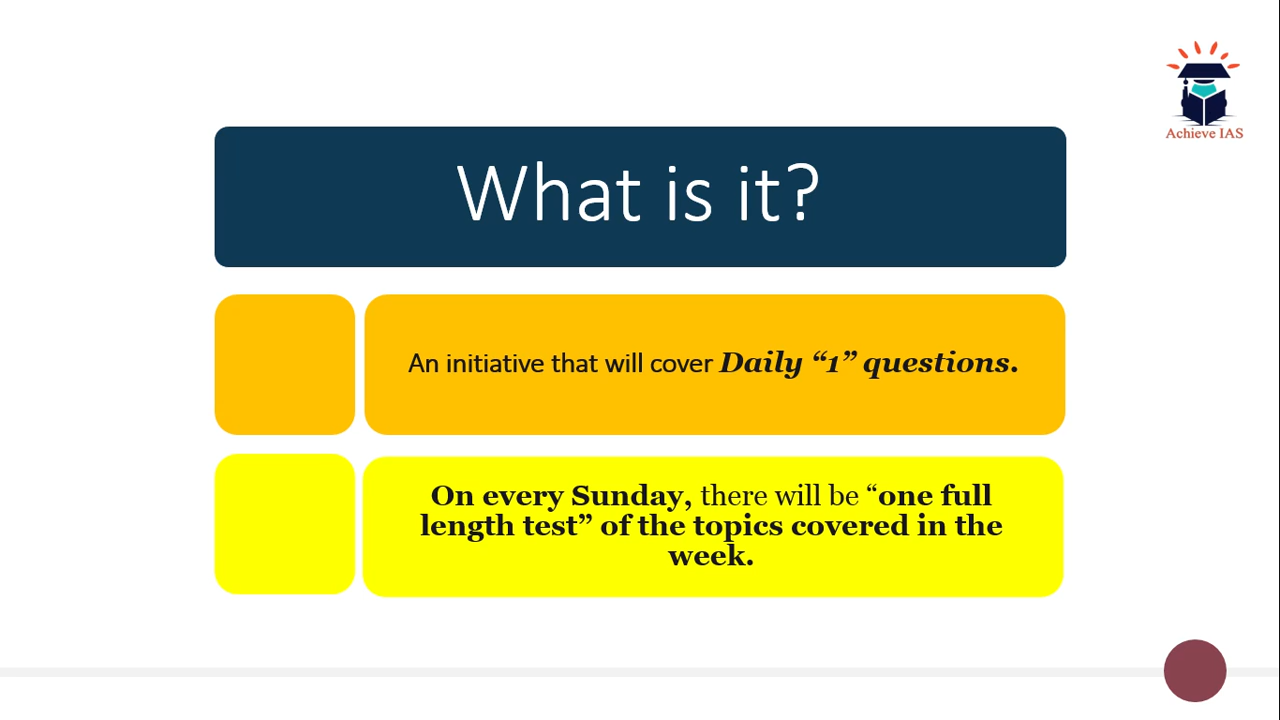 Achieve IAS
What is it?
An initiative that will cover Daily “1” questions.
On every Sunday, there will be “one full
length test” of the topics covered in the
week.